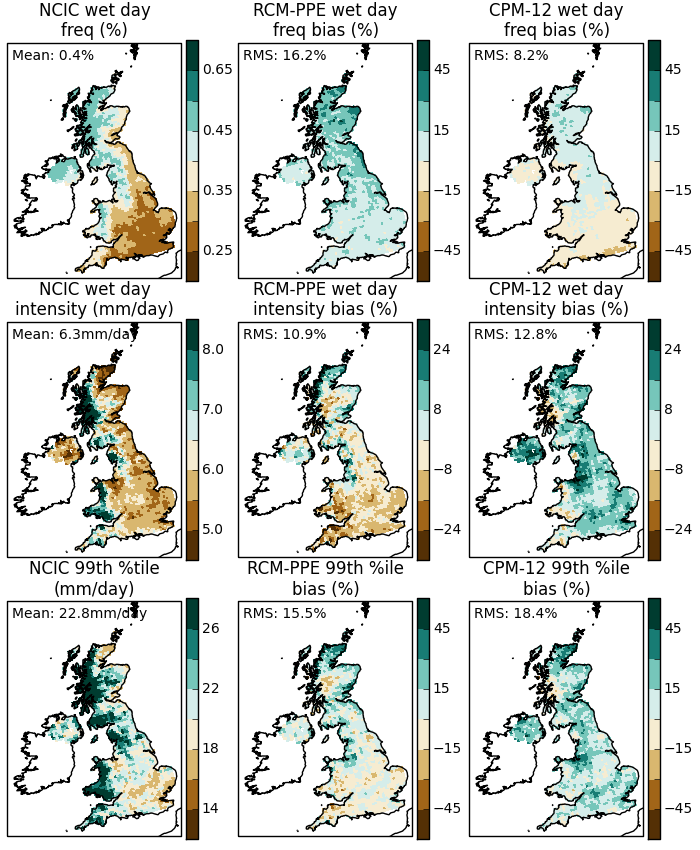 NCIC wet day
freq (%)
RCM-PPE wet day
freq bias (%)
CPM-12 wet day
freq bias (%)
Mean: 0.4%
0.65
0.45
0.35
0.25
RMS: 16.2%
45
15
−15
−45
RMS: 8.2%
45
15
−15
−45
NCIC wet day
intensity (mm/day)
RCM-PPE wet day
intensity bias (%)
CPM-12 wet day
intensity bias (%)
Mean: 6.3mm/day
8.0
7.0
6.0
5.0
RMS: 10.9%
24
8
−8
−24
RMS: 12.8%
24
8
−8
−24
NCIC 99th %tile
(mm/day)
RCM-PPE 99th %ile
bias (%)
CPM-12 99th %ile
bias (%)
Mean: 22.8mm/day
26
22
18
14
RMS: 15.5%
45
15
−15
−45
RMS: 18.4%
45
15
−15
−45